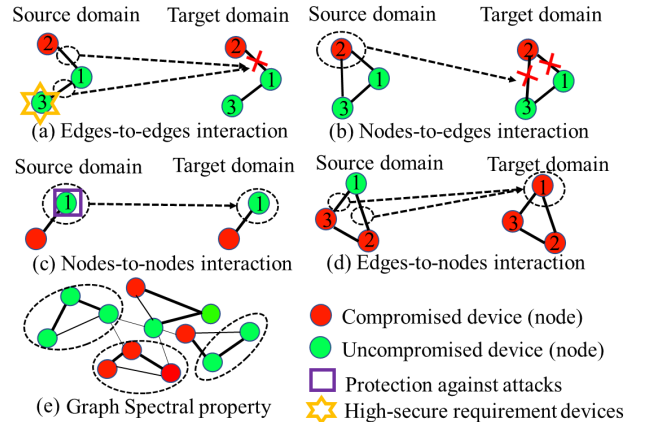 Source domain Target domain
2
1
3
2
1
3
(a) Edges-to-edges interaction
Source domain Target domain
2
1
3
2
1
3
(b) Nodes-to-edges interaction
Source domain Target domain
1
1
(c) Nodes-to-nodes interaction
Source domain Target domain
1
3
2
1
3
2
(d) Edges-to-nodes interaction
(e) Graph Spectral property
Compromised device (node)
Uncompromised device (node)
Protection against attacks
High-secure requirement devices